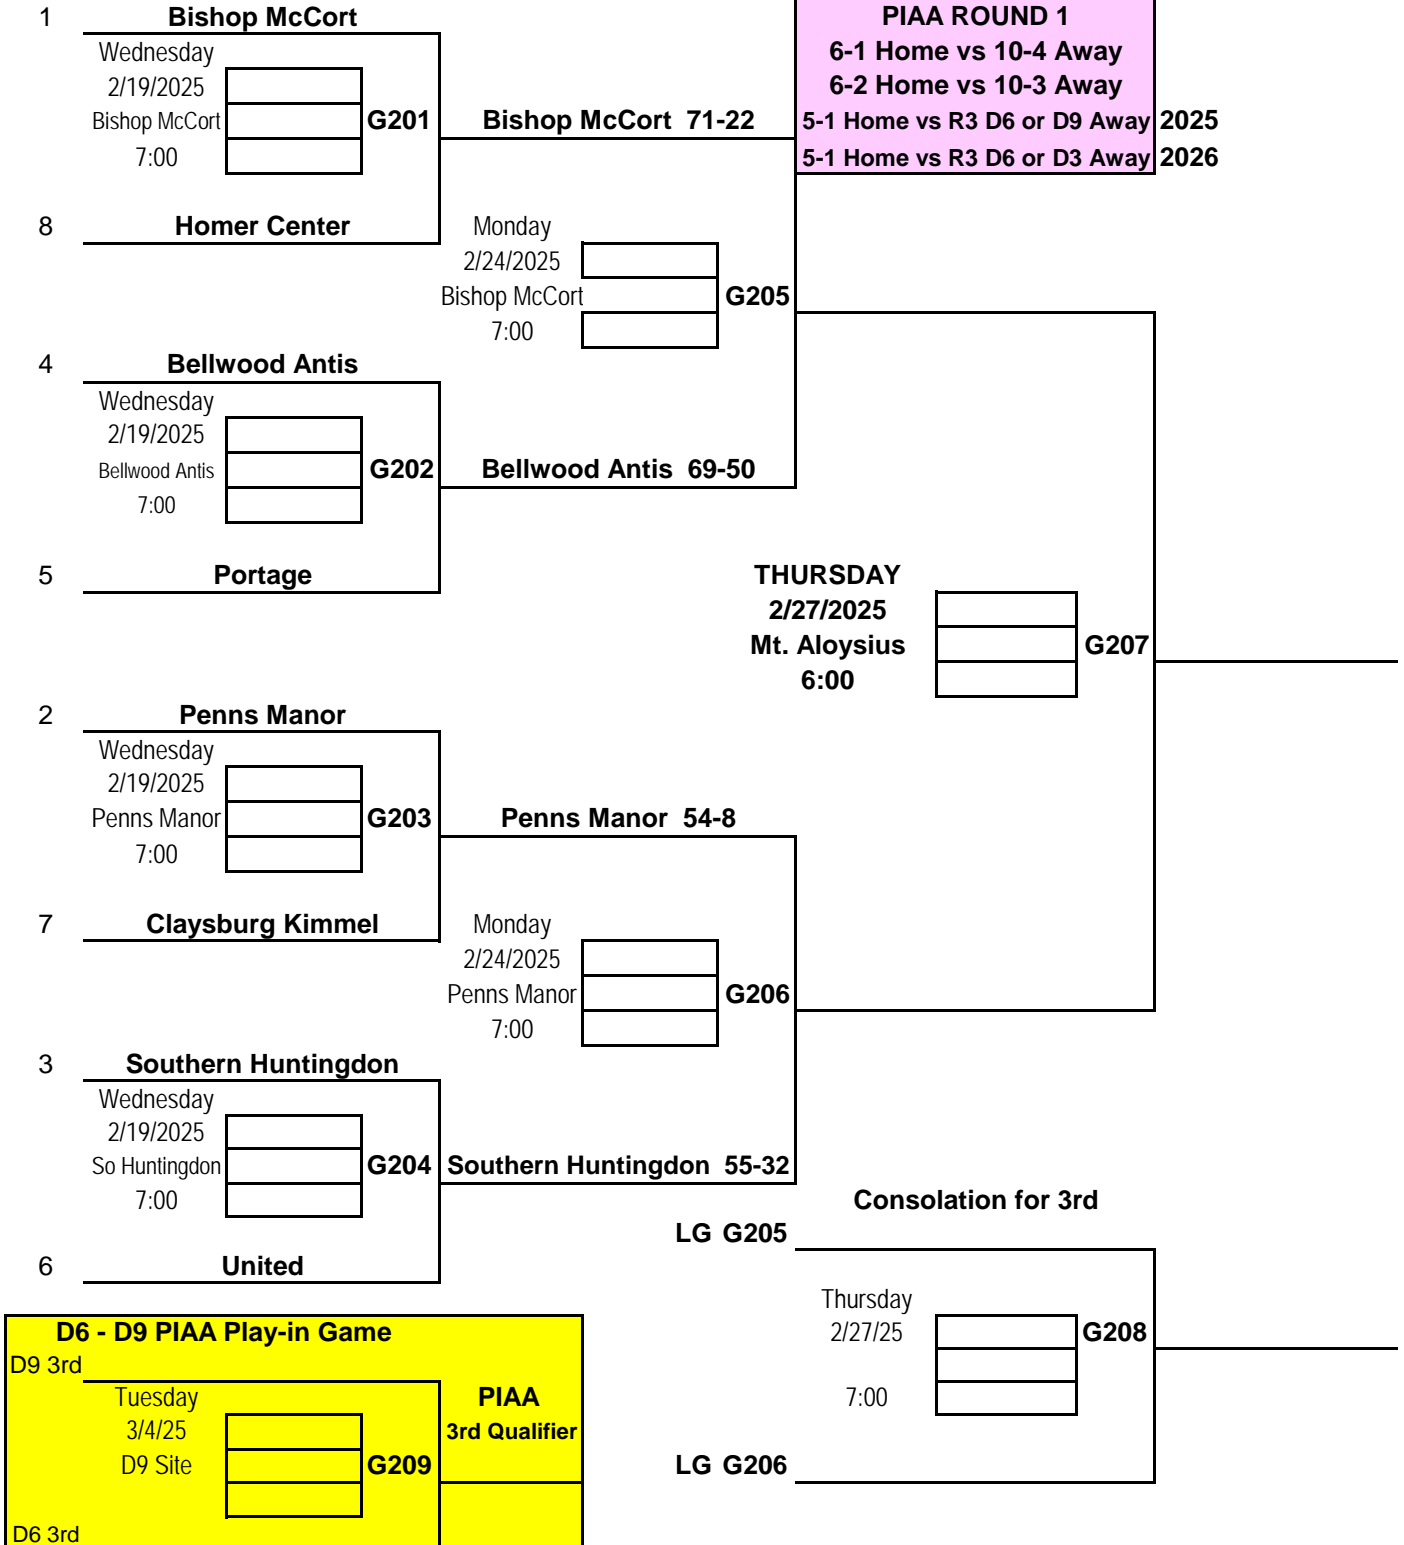 1 Bishop McCort
Wednesday
2/19/2025
Bishop McCort
7:00
G201
Bishop McCort 71-22
8 Homer Center
PIAA ROUND 1
6-1 Home vs 10-4 Away
6-2 Home vs 10-3 Away
5-1 Home vs R3 D6 or D9 Away 2025
5-1 Home vs R3 D6 or D3 Away 2026
Monday
2/24/2025
Bishop McCort
7:00
G205
4 Bellwood Antis
Wednesday
2/19/2025
Bellwood Antis
7:00
G202
Bellwood Antis 69-50
5 Portage
THURSDAY
2/27/2025
Mt. Aloysius
6:00
G207
2 Penns Manor
Wednesday
2/19/2025
Penns Manor
7:00
G203
Penns Manor 54-8
7 Claysburg Kimmel
Monday
2/24/2025
Penns Manor
7:00
G206
3 Southern Huntingdon
Wednesday
2/19/2025
So Huntingdon
7:00
G204
Southern Huntingdon 55-32
6 United
Consolation for 3rd
LG G205
Thursday
2/27/25
7:00
G208
LG G206
D6 - D9 PIAA Play-in Game
D9 3rd
Tuesday
3/4/25
D9 Site
G209
PIAA
3rd Qualifier
D6 3rd